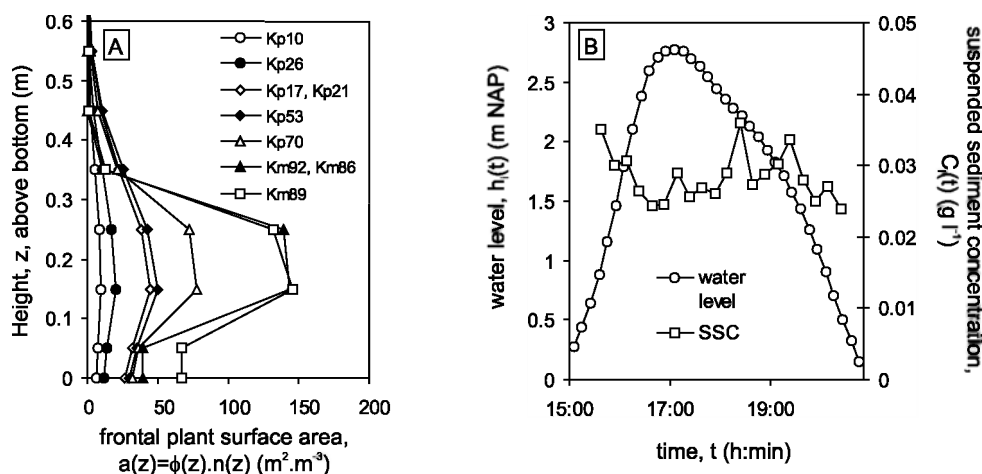 A
0.6
0.5
0.4
0.3
0.2
0.1
0
Height, z, above bottom (m)
Kp10
Kp26
Kp17, Kp21
Kp53
Kp70
Km92, Km86
Km89
0 50 100 150 200
frontal plant surface area,
a(z)=ϕ(z).n(z) (m².m⁻³)
B
3
2.5
2
1.5
1
0.5
0
water level, hᵢ(t) (m NAP)
water
level
SSC
0.05
0.04
0.03
0.02
0.01
0
suspended sediment concentration,
Cᵢ(t) (g l⁻¹)
15:00 17:00 19:00
time, t (h:min)